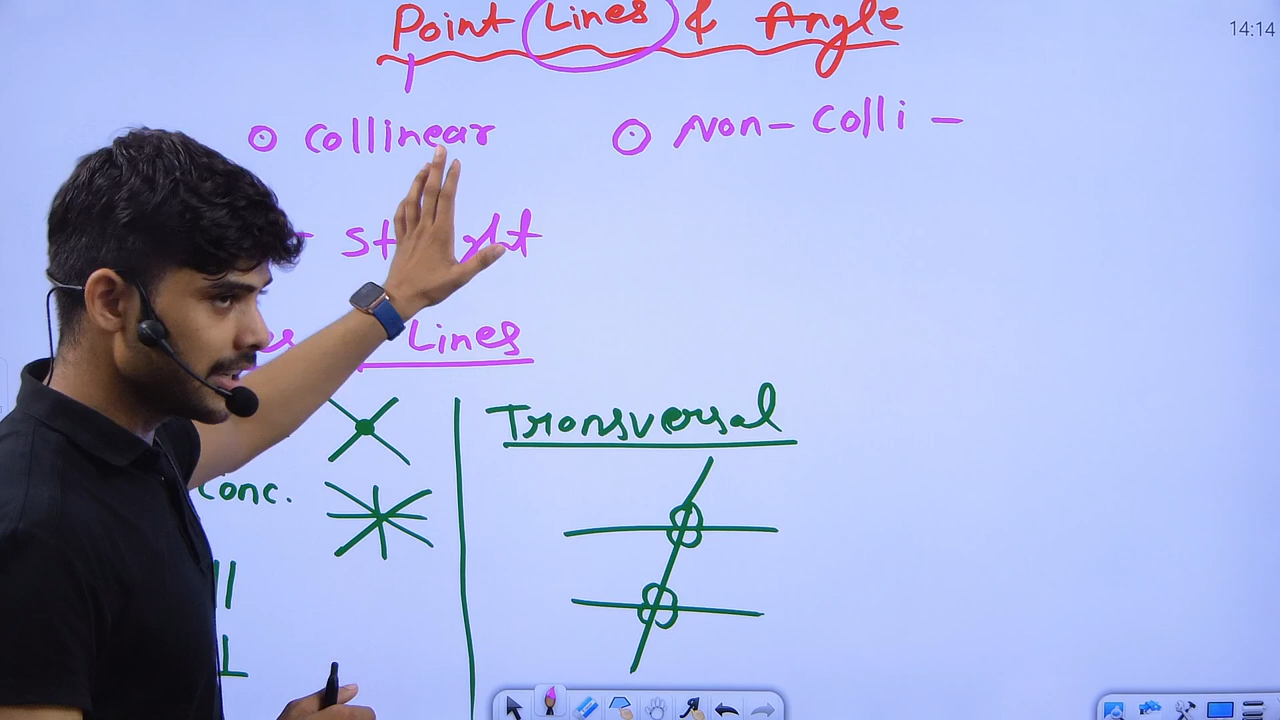 Point Lines & Angle
14:14
⊙ Collinear ⊙ Non-Colli -
Lines
Transversal
Conc.
||
⊥